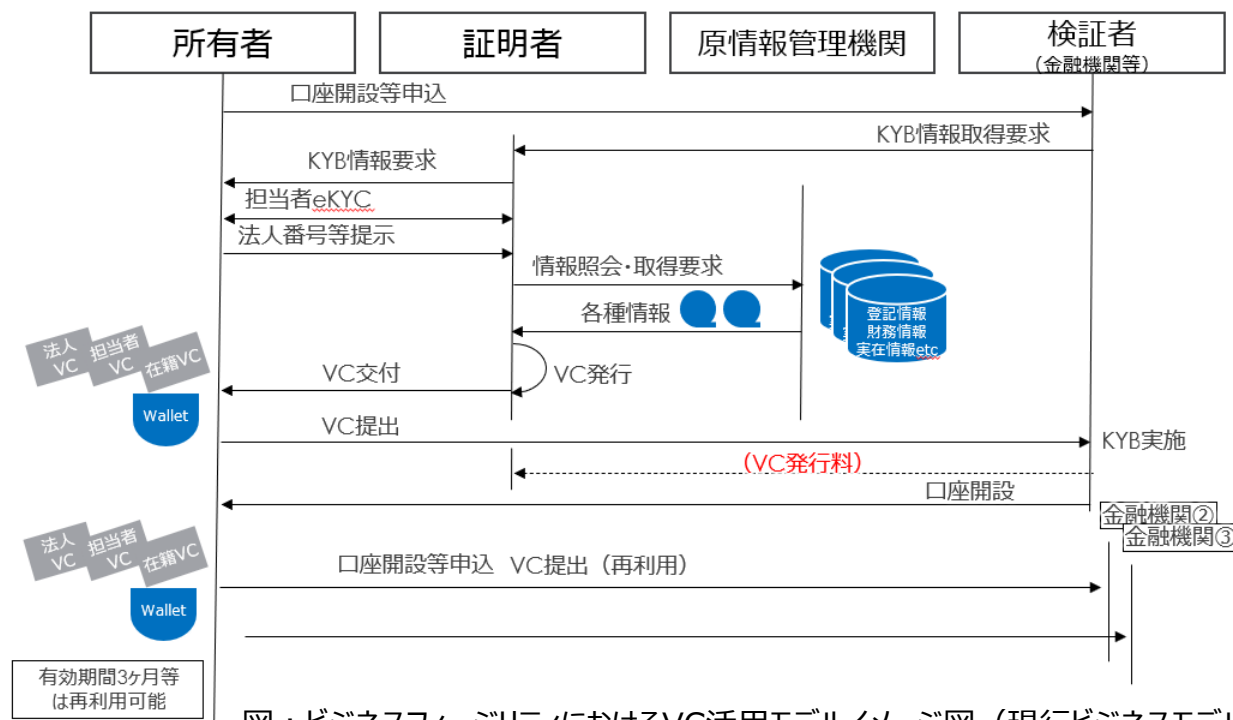 所有者
証明者
原情報管理機関
検証者
（金融機関等）
口座開設等申込
KYB情報取得要求
KYB情報要求
担当者eKYC
法人番号等提示
情報照会・取得要求
各種情報
登記情報
財務情報
実在情報etc
VC発行
VC交付
法人
VC
担当者
VC
在籍VC
Wallet
VC提出
KYB実施
（VC発行料）
口座開設
金融機関②
金融機関③
法人
VC
担当者
VC
在籍VC
Wallet
口座開設等申込 VC提出（再利用）
有効期間3ヶ月等
は再利用可能